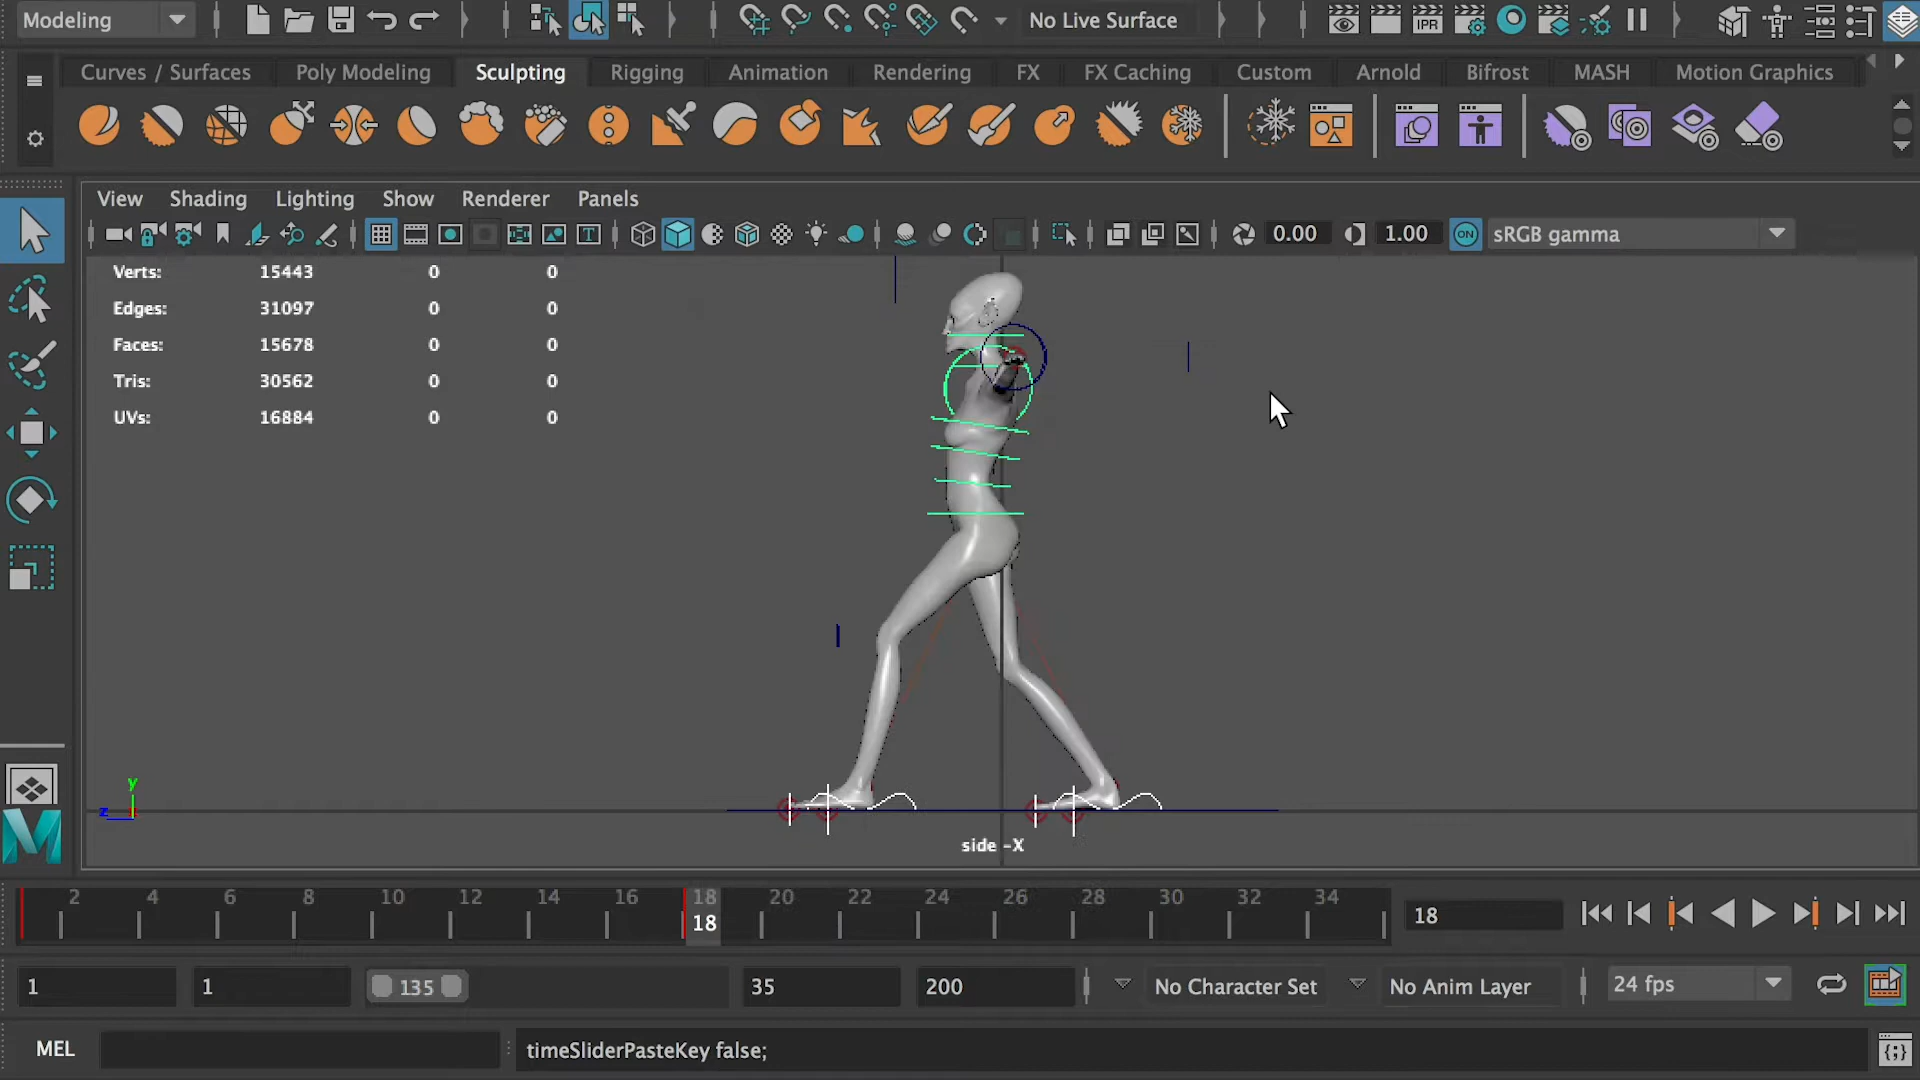 Modeling
No Live Surface
IPR
Curves / Surfaces Poly Modeling Sculpting Rigging Animation Rendering FX FX Caching Custom Arnold Bifrost MASH Motion Graphics
View Shading Lighting Show Renderer Panels
0.00 1.00 ON sRGB gamma
Verts: 15443 0 0
Edges: 31097 0 0
Faces: 15678 0 0
Tris: 30562 0 0
UVs: 16884 0 0
y
z
side -X
2 4 6 8 10 12 14 16 18 20 22 24 26 28 30 32 34
18
18
1 1 135 35 200 No Character Set No Anim Layer 24 fps
MEL timeSliderPasteKey false;